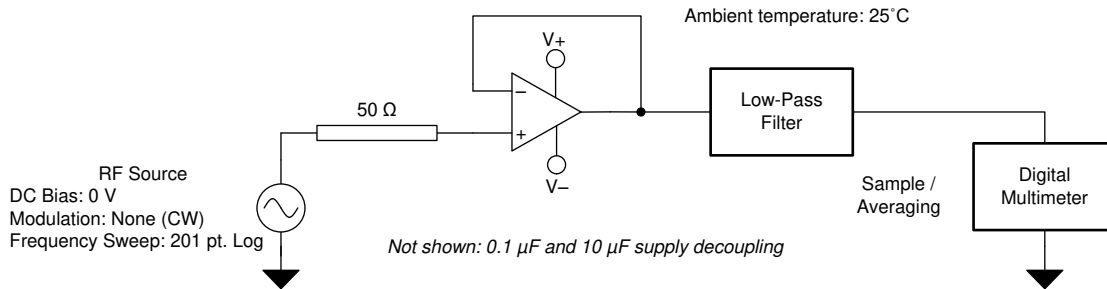 Ambient temperature: 25˚C
V+
−
+
V−
50 Ω
Low-Pass
Filter
RF Source
DC Bias: 0 V
Modulation: None (CW)
Frequency Sweep: 201 pt. Log
Sample /
Averaging
Digital
Multimeter
Not shown: 0.1 µF and 10 µF supply decoupling